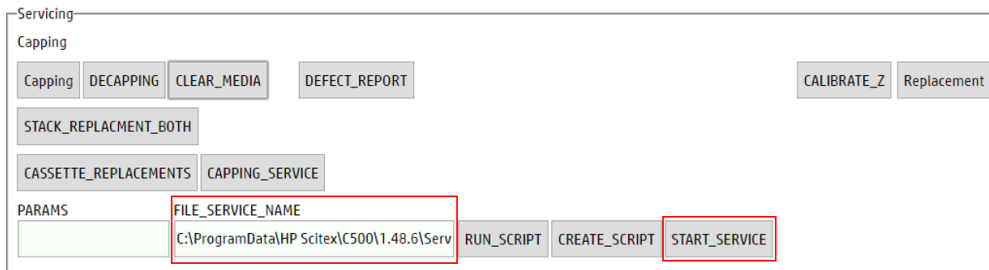 Servicing
Capping
Capping DECAPPING CLEAR_MEDIA DEFECT_REPORT CALIBRATE_Z Replacement
STACK_REPLACMENT_BOTH
CASSETTE_REPLACEMENTS CAPPING_SERVICE
PARAMS FILE_SERVICE_NAME
C:\ProgramData\HP Scitex\C500\1.48.6\Serv RUN_SCRIPT CREATE_SCRIPT START_SERVICE